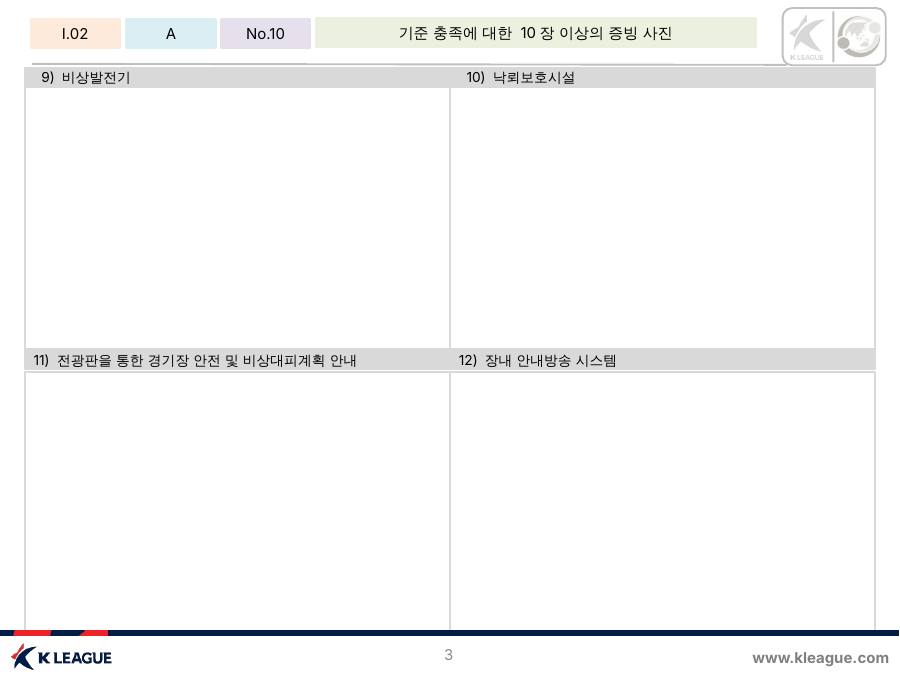 I.02
A
No.10
기준 충족에 대한 10 장 이상의 증빙 사진
K LEAGUE
9) 비상발전기
10) 낙뢰보호시설
11) 전광판을 통한 경기장 안전 및 비상대피계획 안내
12) 장내 안내방송 시스템
K LEAGUE
3
www.kleague.com